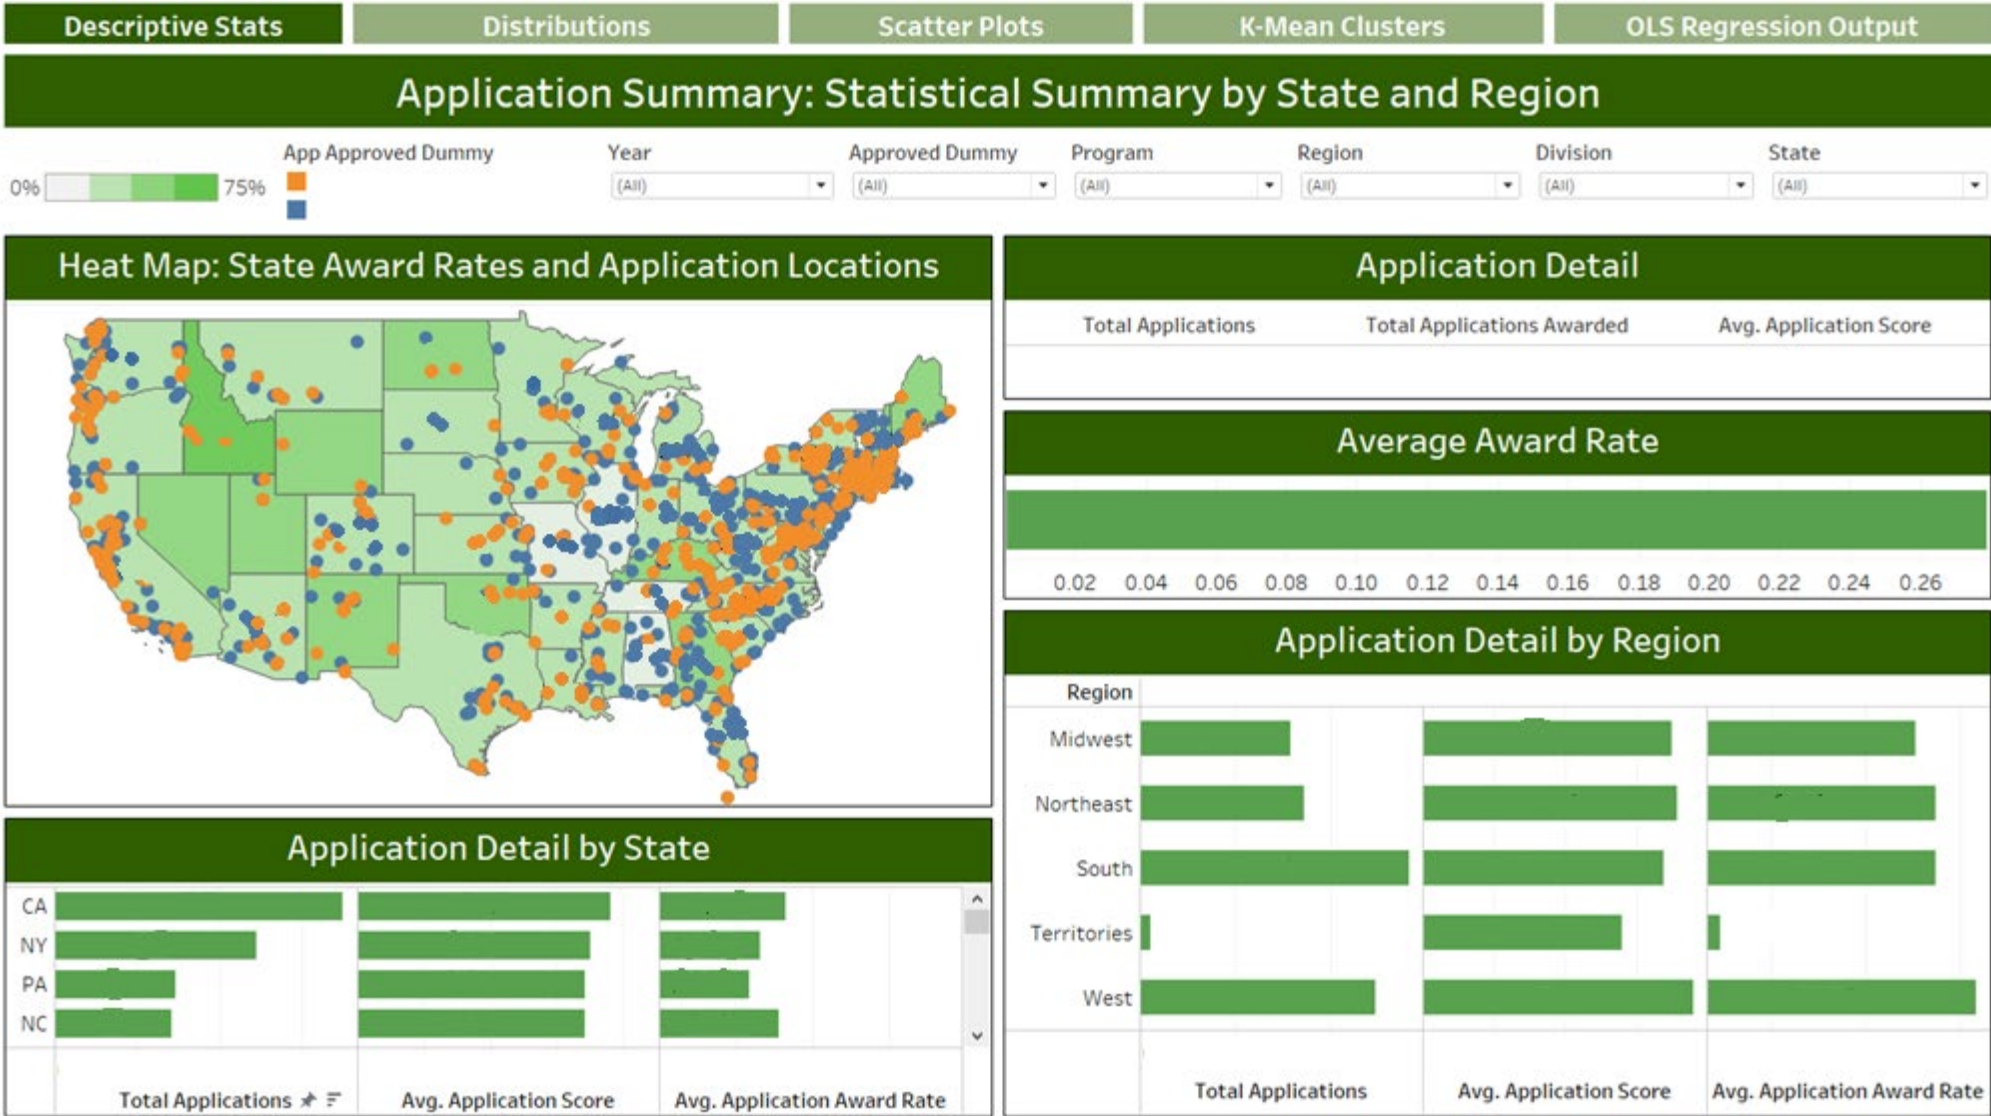 Descriptive Stats
Distributions
Scatter Plots
K-Mean Clusters
OLS Regression Output
Application Summary: Statistical Summary by State and Region
0%
75%
App Approved Dummy
Year
(All)
Approved Dummy
(All)
Program
(All)
Region
(All)
Division
(All)
State
(All)
Heat Map: State Award Rates and Application Locations
Application Detail
Total Applications
Total Applications Awarded
Avg. Application Score
Average Award Rate
0.02 0.04 0.06 0.08 0.10 0.12 0.14 0.16 0.18 0.20 0.22 0.24 0.26
Application Detail by Region
Region
Midwest
Northeast
South
Territories
West
Total Applications
Avg. Application Score
Avg. Application Award Rate
Application Detail by State
CA
NY
PA
NC
Total Applications
Avg. Application Score
Avg. Application Award Rate